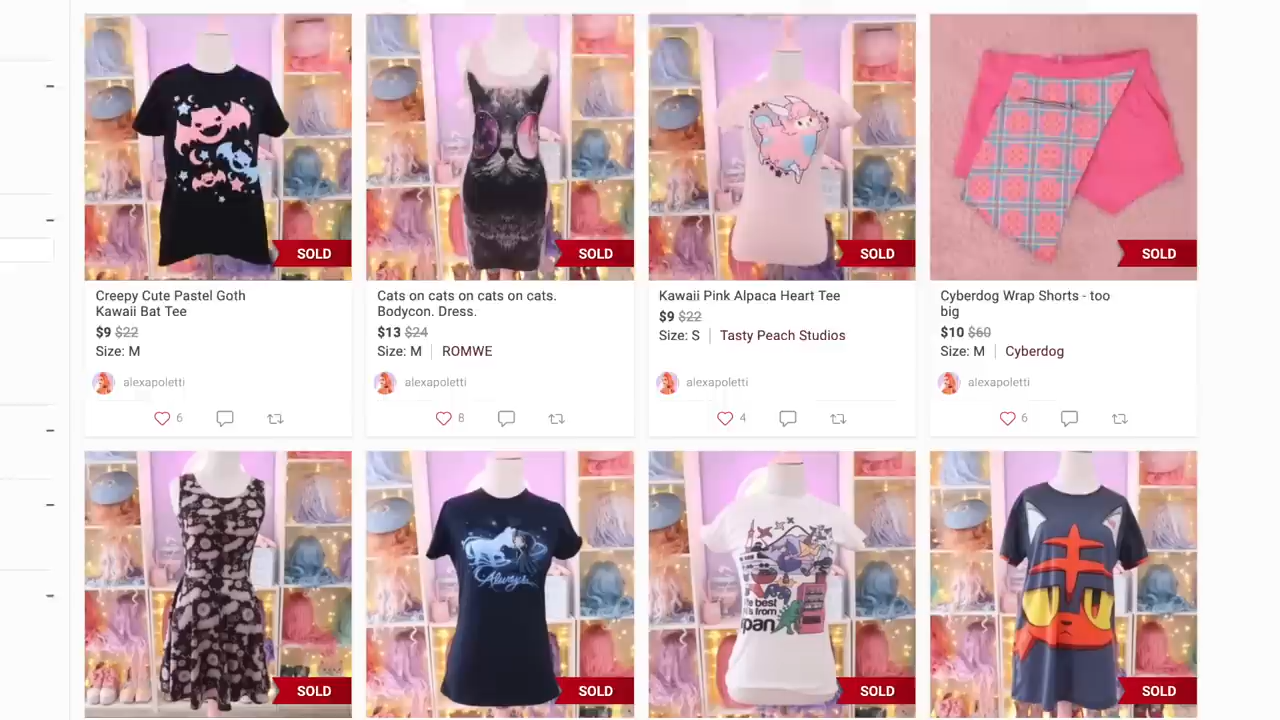 SOLD
SOLD
SOLD
SOLD
Creepy Cute Pastel Goth
Kawaii Bat Tee
$9 $22
Size: M
alexapoletti
6
Cats on cats on cats on cats.
Bodycon. Dress.
$13 $24
Size: M | ROMWE
alexapoletti
8
Kawaii Pink Alpaca Heart Tee
$9 $22
Size: S | Tasty Peach Studios
alexapoletti
4
Cyberdog Wrap Shorts - too
big
$10 $60
Size: M | Cyberdog
alexapoletti
6
Always
best
from
pan
SOLD
SOLD
SOLD
SOLD